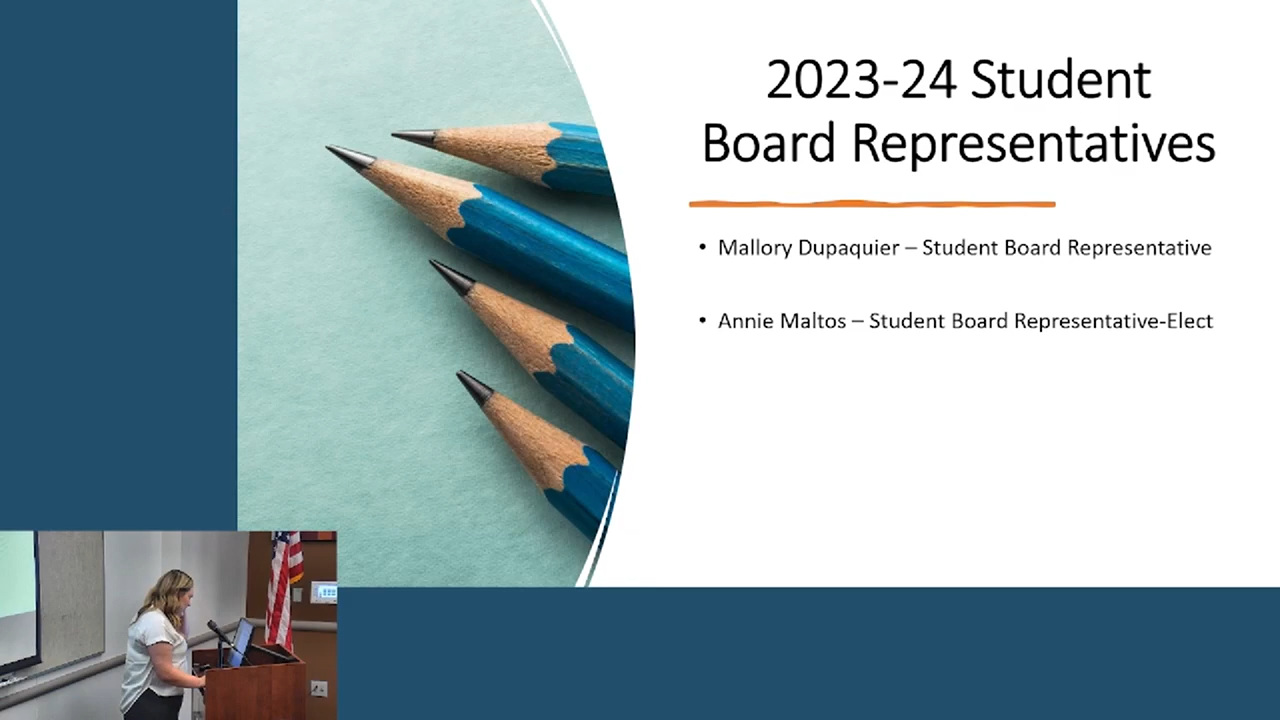 2023-24 Student
Board Representatives
• Mallory Dupaquier – Student Board Representative
• Annie Maltos – Student Board Representative-Elect